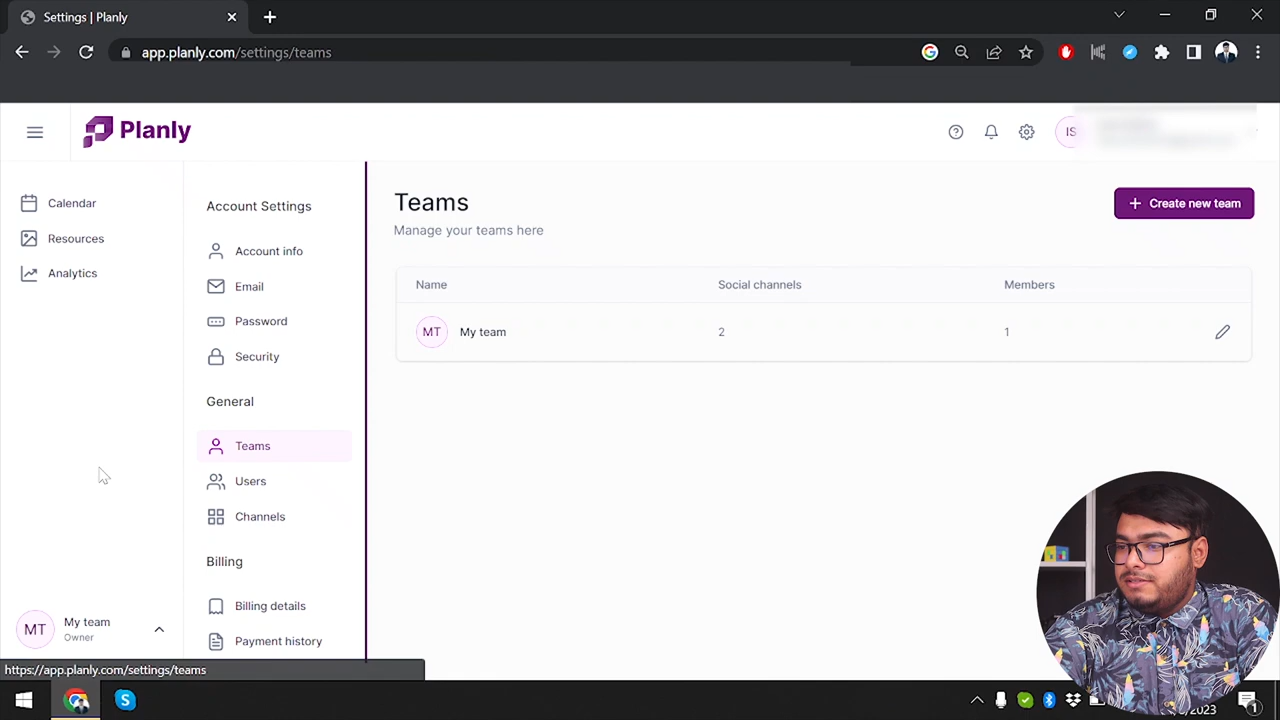 Settings | Planly
app.planly.com/settings/teams
Planly
IS
Calendar
Resources
Analytics
Account Settings
Account info
Email
Password
Security
General
Teams
Users
Channels
Billing
Billing details
Payment history
Teams
Manage your teams here
Create new team
Name Social channels Members
MT My team 2 1
MT
My team
Owner
https://app.planly.com/settings/teams